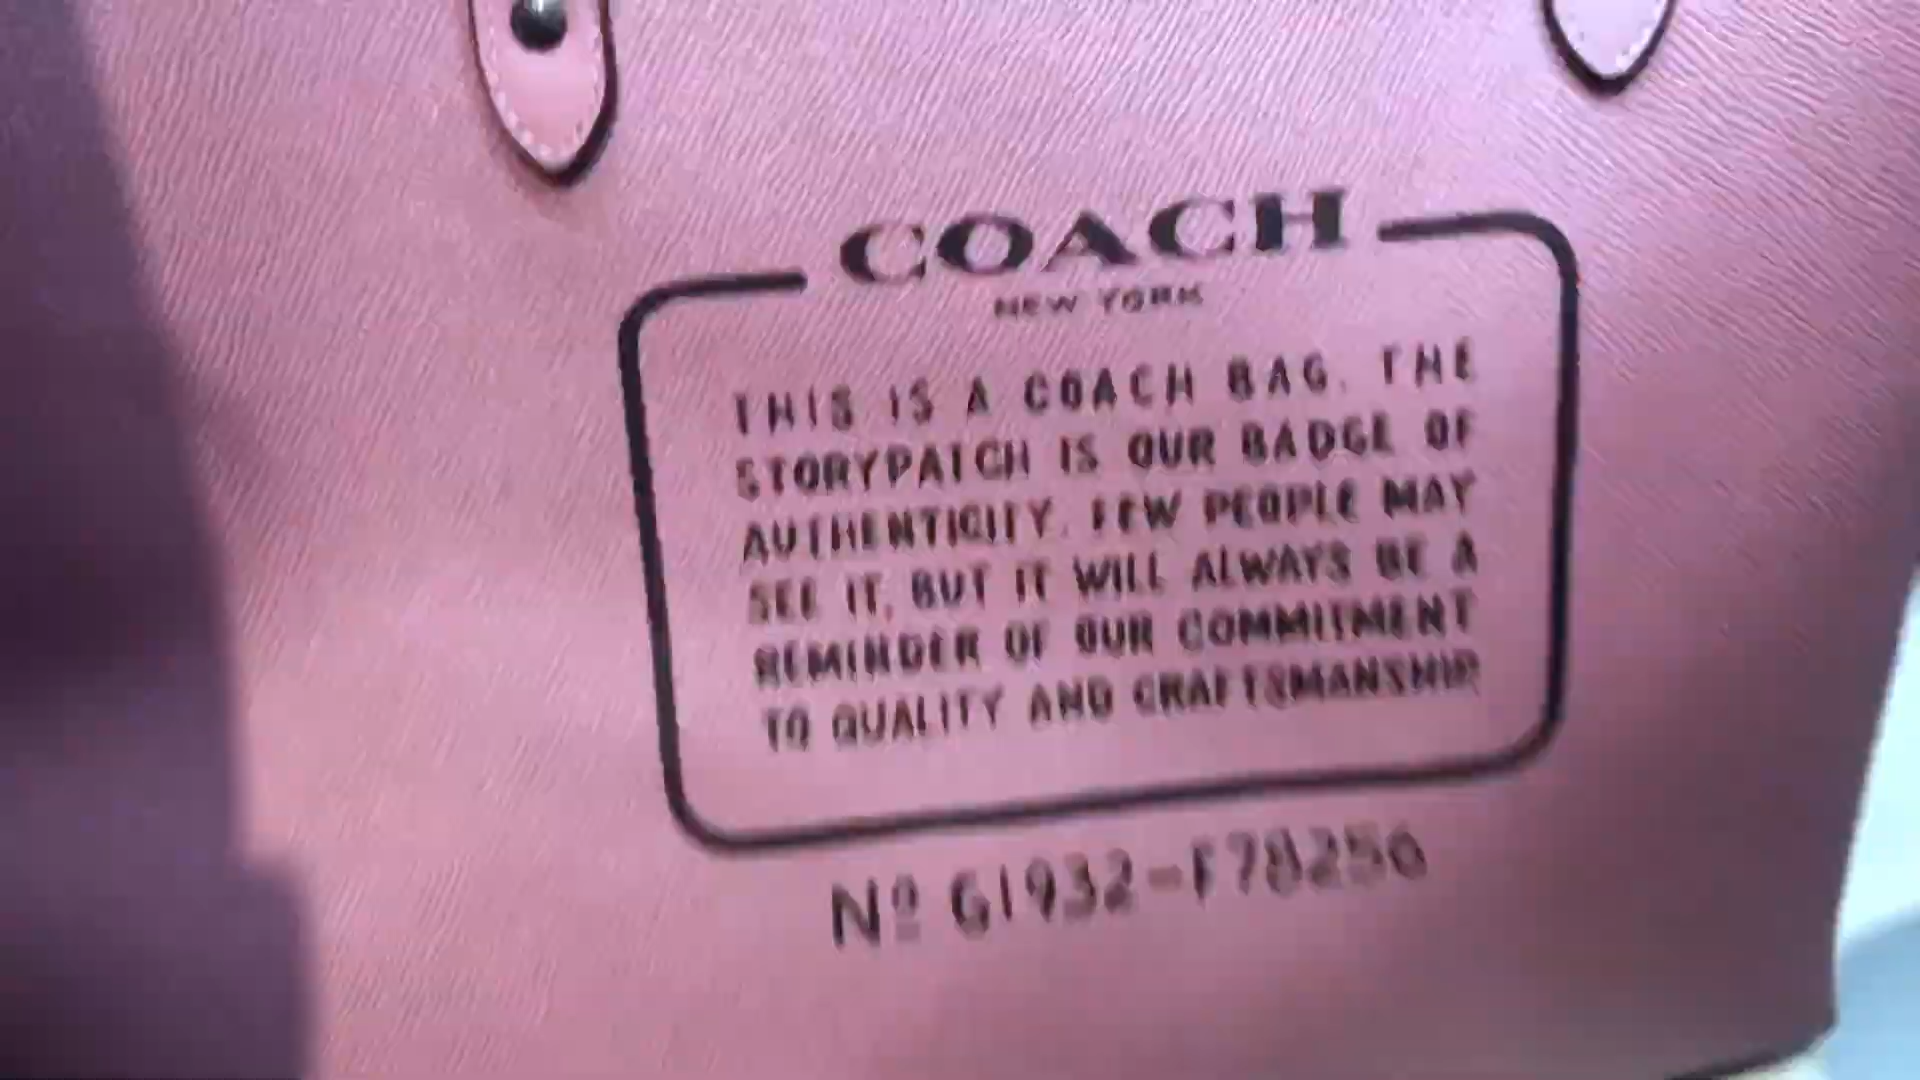 COACH
NEW YORK
THIS IS A COACH BAG. THE
STORYPATCH IS OUR BADGE OF
AUTHENTICITY. FEW PEOPLE MAY
SEE IT, BUT IT WILL ALWAYS BE A
REMINDER OF OUR COMMITMENT
TO QUALITY AND CRAFTSMANSHIP
Nº G1932-F78256